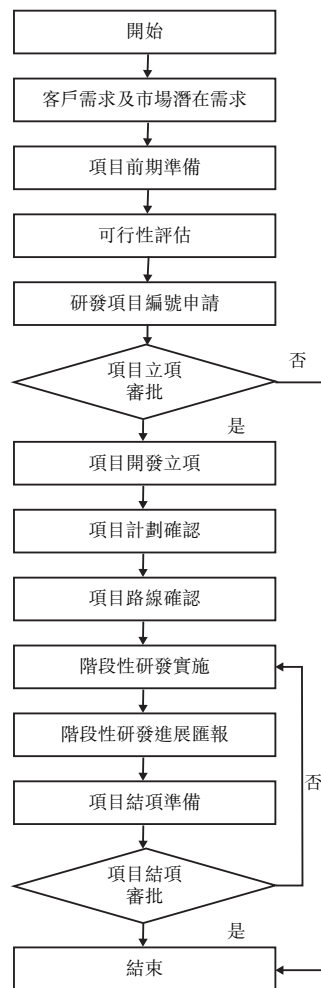 開始
客戶需求及市場潛在需求
項目前期準備
可行性評估
研發項目編號申請
項目立項
審批
否
是
項目開發立項
項目計劃確認
項目路線確認
階段性研發實施
階段性研發進展匯報
項目結項準備
否
項目結項
審批
是
結束